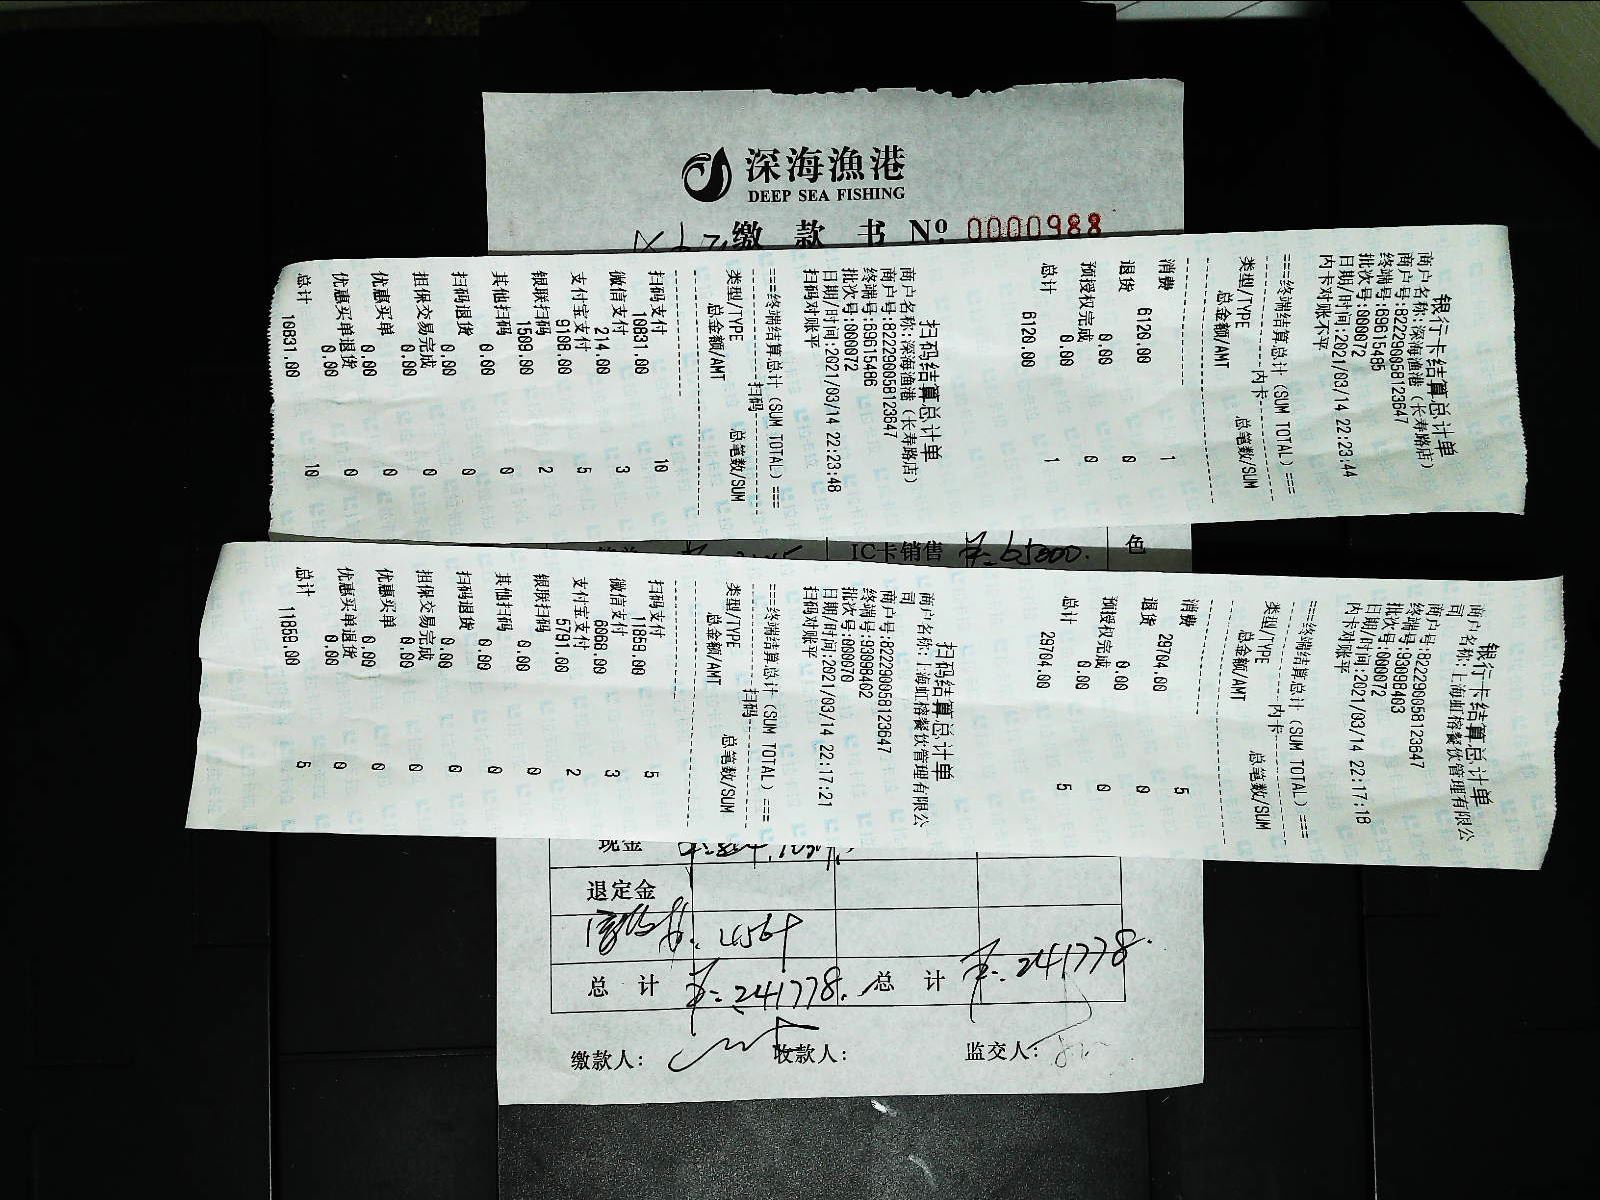 深海漁港
DEEP SEA FISHING
缴 款 书 Nº 0000988
银行卡结算总计单
商户名称:深海渔港（长寿路店）
商户号:822290058123647
终端号:69615485
批次号:000072
日期/时间:2021/03/14 22:23:44
内卡对账不平
===终端结算总计（SUM TOTAL）===
内卡
类型/TYPE 总笔数/SUM
总金额/AMT
消费 1
6120.00
退货 0
0.00
预授权完成 0
0.00
总计 1
6120.00
扫码结算总计单
商户名称:深海渔港（长寿路店）
商户号:822290058123647
终端号:69615486
批次号:000072
日期/时间:2021/03/14 22:23:48
扫码对账平
===终端结算总计（SUM TOTAL）===
扫码
类型/TYPE 总笔数/SUM
总金额/AMT
扫码支付 10
10831.00
微信支付 3
214.00
支付宝支付 5
9108.00
银联扫码 2
1509.00
其他扫码 0
0.00
扫码退货 0
0.00
担保交易完成 0
0.00
优惠买单 0
0.00
优惠买单退货 0
0.00
总计 10
10831.00
IC卡销售 65000. 色
银行卡结算总计单
商户名称:上海虹榕餐饮管理有限公
司
商户号:822290058123647
终端号:93098403
批次号:000072
日期/时间:2021/03/14 22:17:18
内卡对账平
===终端结算总计（SUM TOTAL）===
内卡
类型/TYPE 总笔数/SUM
总金额/AMT
消费 5
29704.00
退货 0
0.00
预授权完成 0
0.00
总计 5
29704.00
扫码结算总计单
商户名称:上海虹榕餐饮管理有限公
司
商户号:822290058123647
终端号:93098402
批次号:000070
日期/时间:2021/03/14 22:17:21
扫码对账平
===终端结算总计（SUM TOTAL）===
扫码
类型/TYPE 总笔数/SUM
总金额/AMT
扫码支付 5
11859.00
微信支付 3
6068.00
支付宝支付 2
5791.00
银联扫码 0
0.00
其他扫码 0
0.00
扫码退货 0
0.00
担保交易完成 0
0.00
优惠买单 0
0.00
优惠买单退货 0
0.00
总计 5
11859.00
现金
退定金
总 计 241778. 总 计 241778.
缴款人: 收款人: 监交人: